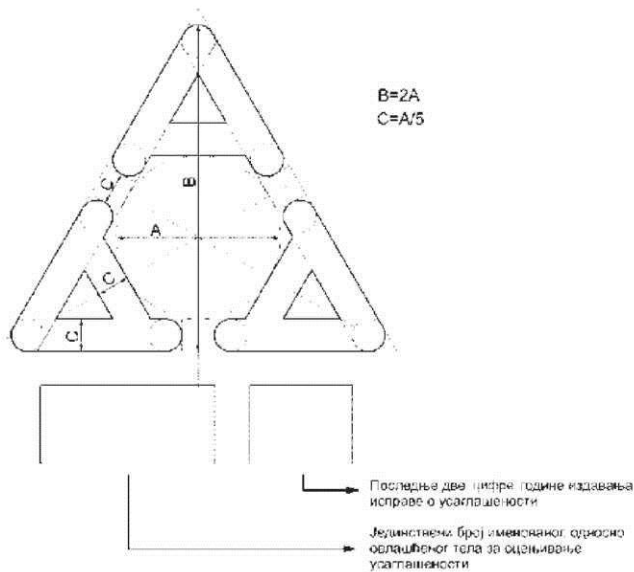 B=2A
C=A/5
C
B
A
C
C
Последње две цифре године издавања
исправе о усаглашености
Јединствени број именованог, односно
овлашћеног тела за оцењивање
усаглашености